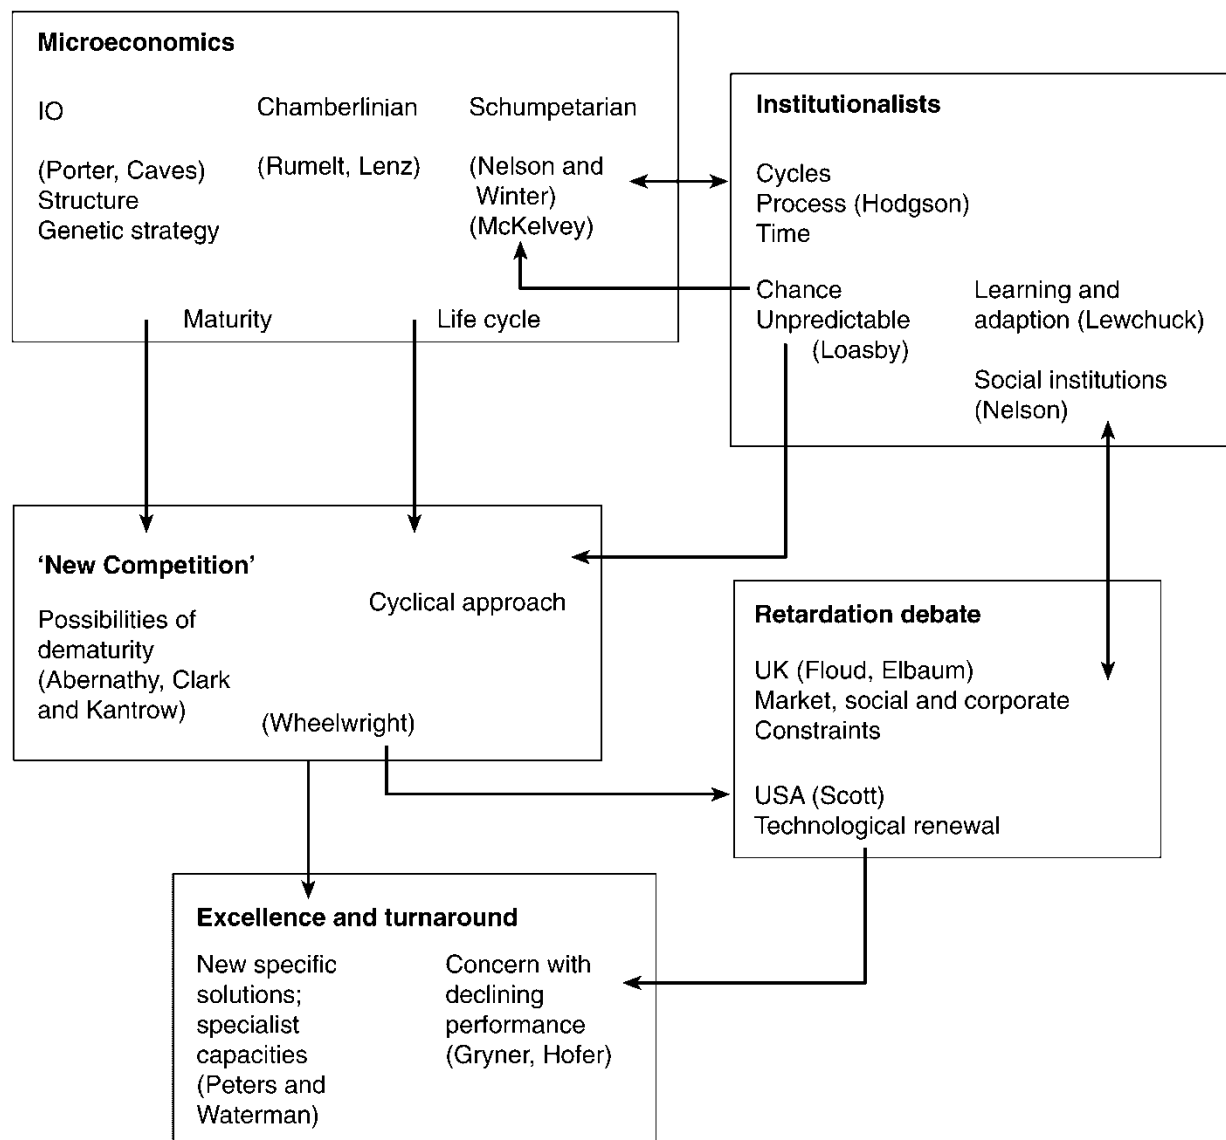 Microeconomics
IO
Chamberlinian
Schumpetarian
(Porter, Caves)
Structure
Genetic strategy
(Rumelt, Lenz)
(Nelson and
Winter)
(McKelvey)
Maturity
Life cycle
Institutionalists
Cycles
Process (Hodgson)
Time
Chance
Unpredictable
(Loasby)
Learning and
adaption (Lewchuck)
Social institutions
(Nelson)
‘New Competition’
Possibilities of
dematurity
(Abernathy, Clark
and Kantrow)
Cyclical approach
(Wheelwright)
Retardation debate
UK (Floud, Elbaum)
Market, social and corporate
Constraints
USA (Scott)
Technological renewal
Excellence and turnaround
New specific
solutions;
specialist
capacities
(Peters and
Waterman)
Concern with
declining
performance
(Gryner, Hofer)